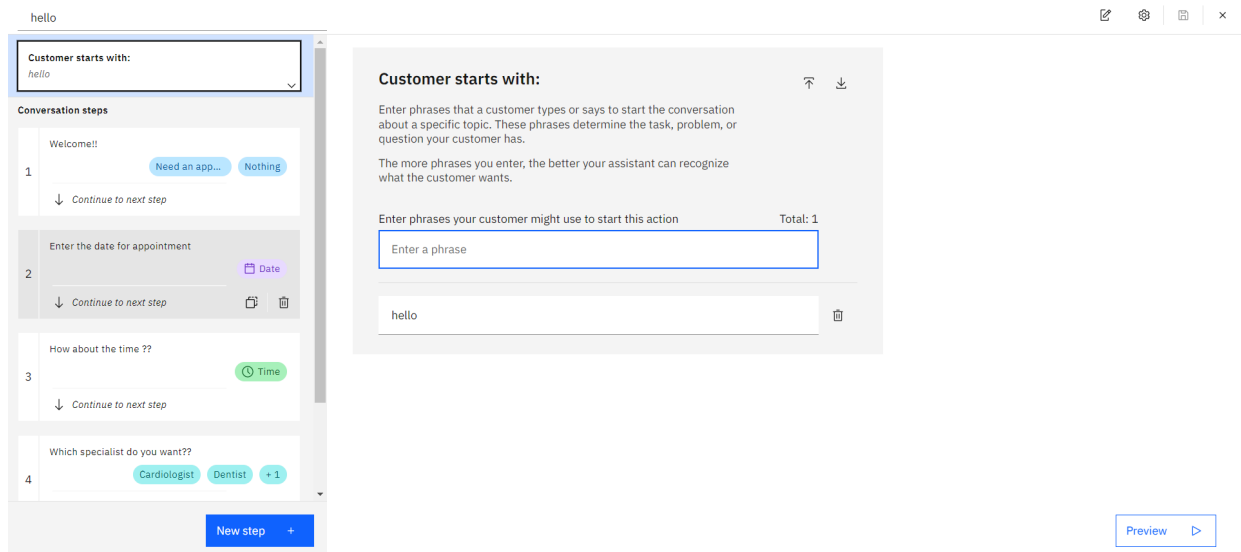 hello
Customer starts with:
hello
Conversation steps
1
Welcome!!
Need an app...
Nothing
Continue to next step
2
Enter the date for appointment
Date
Continue to next step
3
How about the time ??
Time
Continue to next step
4
Which specialist do you want??
Cardiologist
Dentist
+ 1
New step +
Customer starts with:
Enter phrases that a customer types or says to start the conversation
about a specific topic. These phrases determine the task, problem, or
question your customer has.
The more phrases you enter, the better your assistant can recognize
what the customer wants.
Enter phrases your customer might use to start this action
Total: 1
Enter a phrase
hello
Preview